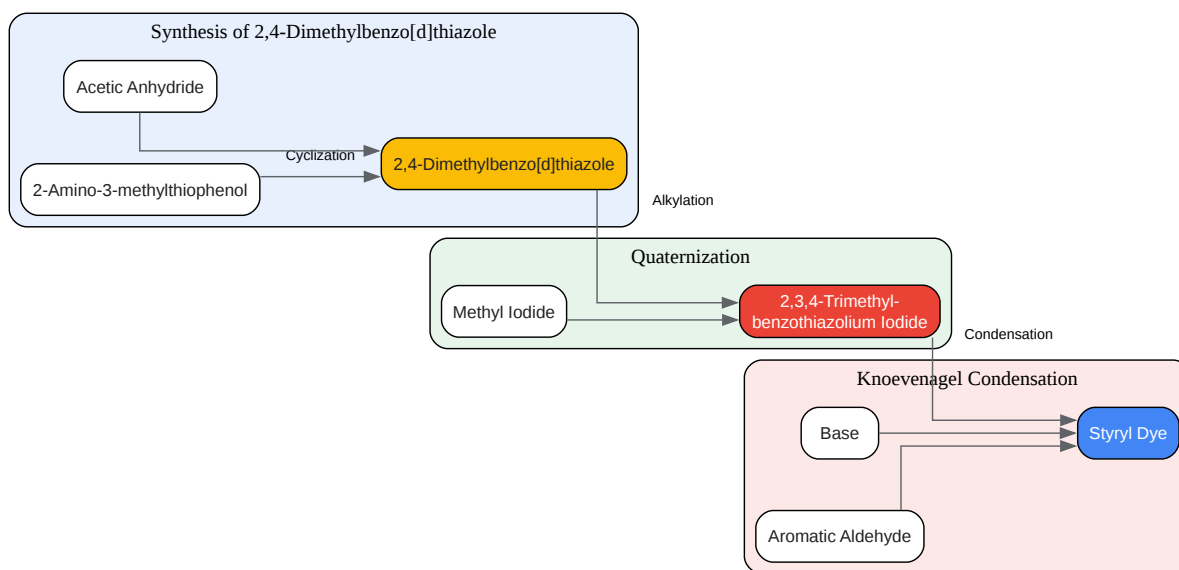 Synthesis of 2,4-Dimethylbenzo[d]thiazole
Acetic Anhydride
Cyclization
2-Amino-3-methylthiophenol
2,4-Dimethylbenzo[d]thiazole
Alkylation
Quaternization
Methyl Iodide
2,3,4-Trimethyl-
benzothiazolium Iodide
Condensation
Knoevenagel Condensation
Base
Styryl Dye
Aromatic Aldehyde